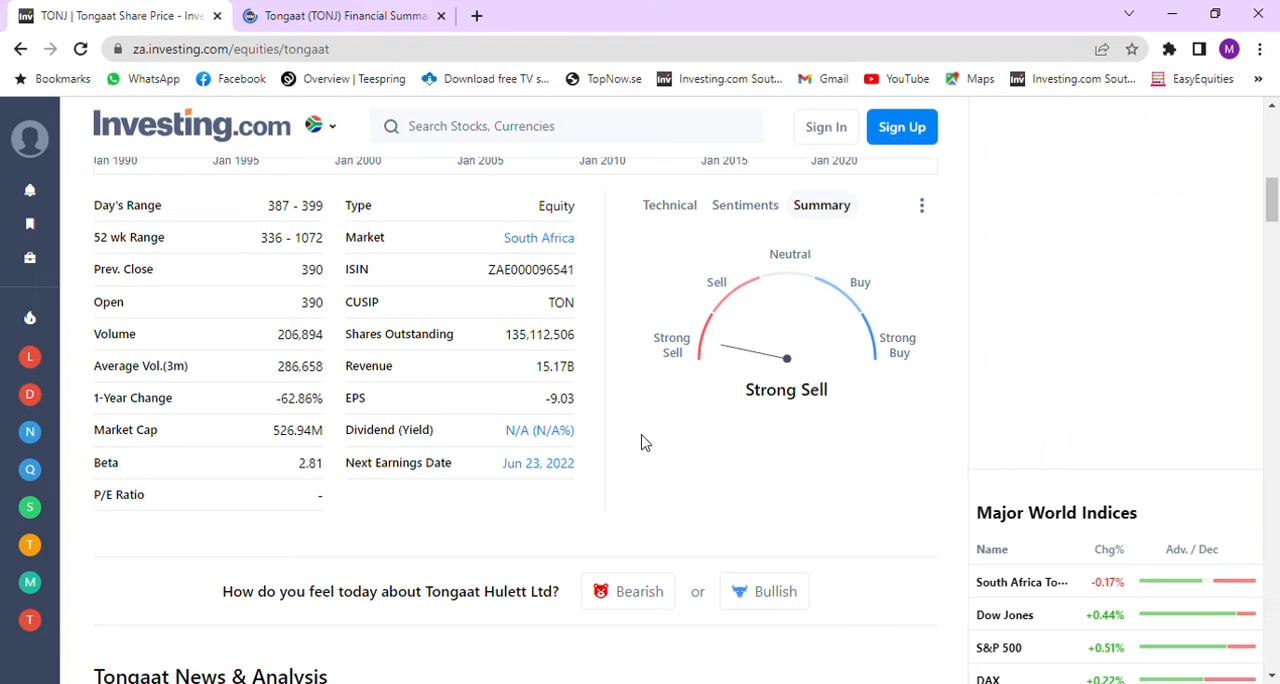 TONJ | Tongaat Share Price - Inve
Tongaat (TONJ) Financial Summa
za.investing.com/equities/tongaat
M
Bookmarks
WhatsApp
Facebook
Overview | Teespring
Download free TV s...
TopNow.se
Investing.com Sout...
Gmail
YouTube
Maps
Investing.com Sout...
EasyEquities
»
Investing.com
Search Stocks, Currencies
Sign In
Sign Up
Jan 1990
Jan 1995
Jan 2000
Jan 2005
Jan 2010
Jan 2015
Jan 2020
Day's Range 387 - 399
52 wk Range 336 - 1072
Prev. Close 390
Open 390
Volume 206,894
Average Vol.(3m) 286,658
1-Year Change -62.86%
Market Cap 526.94M
Beta 2.81
P/E Ratio -
Type Equity
Market South Africa
ISIN ZAE000096541
CUSIP TON
Shares Outstanding 135,112,506
Revenue 15.17B
EPS -9.03
Dividend (Yield) N/A (N/A%)
Next Earnings Date Jun 23, 2022
Technical Sentiments Summary
Neutral
Sell
Buy
Strong
Sell
Strong
Buy
Strong Sell
L
D
N
Q
S
T
M
T
How do you feel today about Tongaat Hulett Ltd? Bearish or Bullish
Tongaat News & Analysis
Major World Indices
Name Chg% Adv. / Dec
South Africa To... -0.17%
Dow Jones +0.44%
S&P 500 +0.51%
DAX +0.22%